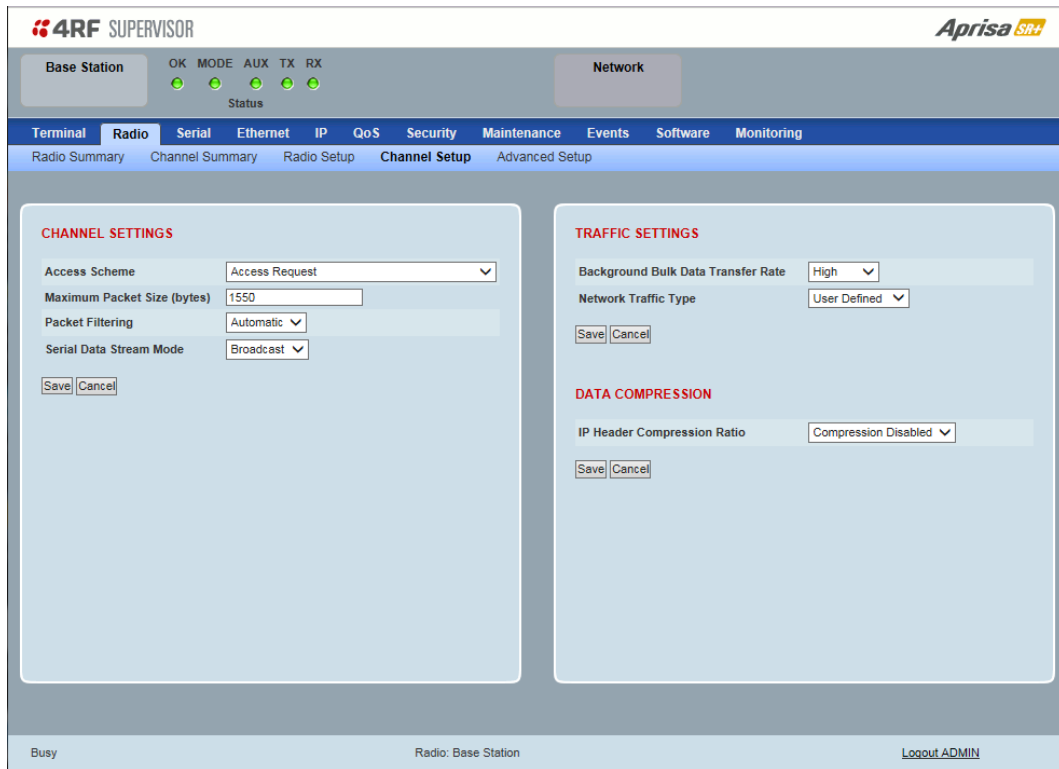 4RF SUPERVISOR
Aprisa SR+
Base Station
OK MODE AUX TX RX
Status
Network
Terminal Radio Serial Ethernet IP QoS Security Maintenance Events Software Monitoring
Radio Summary Channel Summary Radio Setup Channel Setup Advanced Setup
CHANNEL SETTINGS
Access Scheme Access Request
Maximum Packet Size (bytes) 1550
Packet Filtering Automatic
Serial Data Stream Mode Broadcast
Save Cancel
TRAFFIC SETTINGS
Background Bulk Data Transfer Rate High
Network Traffic Type User Defined
Save Cancel
DATA COMPRESSION
IP Header Compression Ratio Compression Disabled
Save Cancel
Busy Radio: Base Station Logout ADMIN